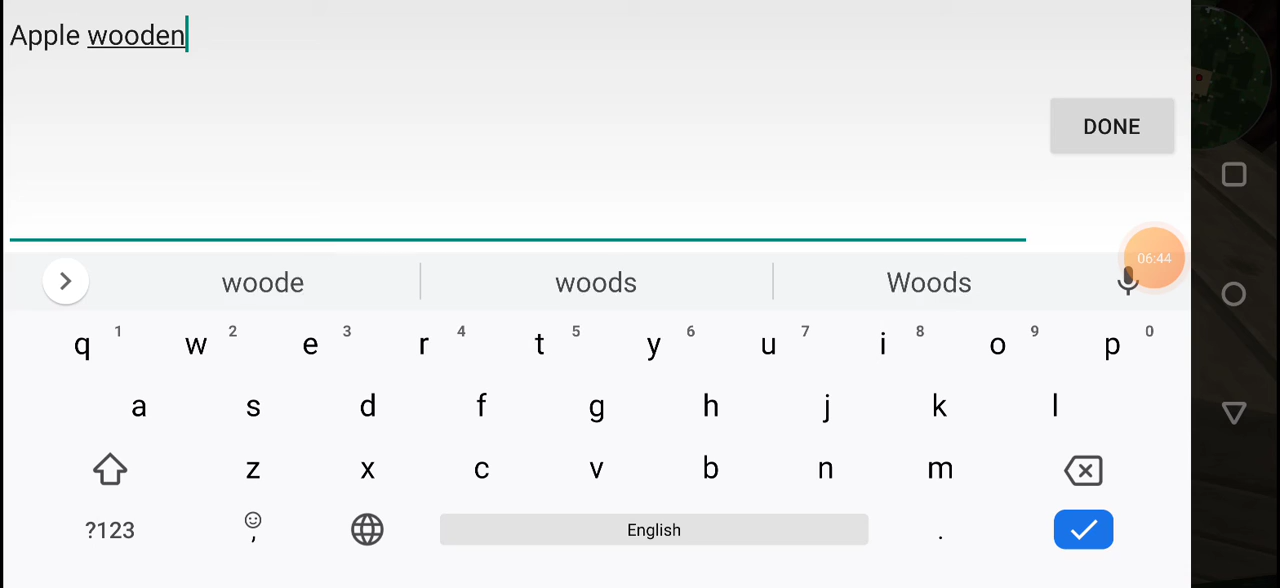 Apple wooden
DONE
06:44
woode woods Woods
q 1 w 2 e 3 r 4 t 5 y 6 u 7 i 8 o 9 p 0
a s d f g h j k l
z x c v b n m
?123 , English .